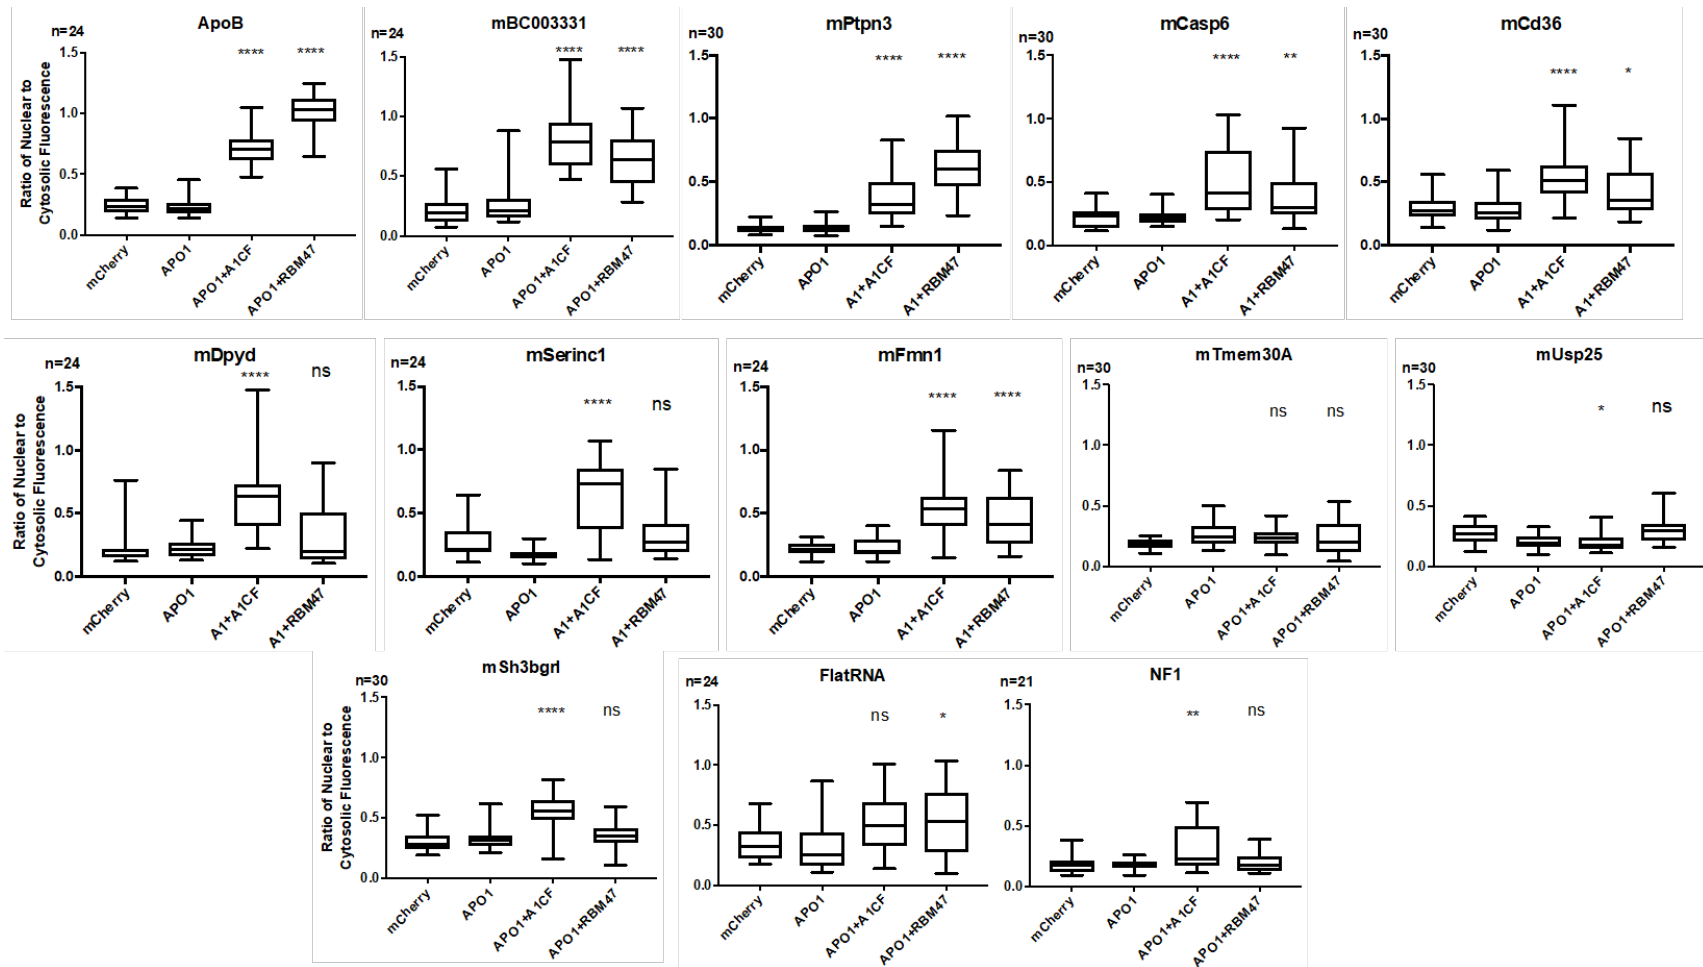 ApoB
n=24
**** ****
Ratio of Nuclear to
Cytosolic Fluorescence
1.5
1.0
0.5
0.0
mCherry
APO1
APO1+A1CF
APO1+RBM47
mBC003331
n=24
**** ****
1.5
1.0
0.5
0.0
mCherry
APO1
APO1+A1CF
APO1+RBM47
mPtpn3
n=30
**** ****
1.5
1.0
0.5
0.0
mCherry
APO1
A1+A1CF
A1+RBM47
mCasp6
n=30
**** **
1.5
1.0
0.5
0.0
mCherry
APO1
A1+A1CF
A1+RBM47
mCd36
n=30
**** *
1.5
1.0
0.5
0.0
mCherry
APO1
A1+A1CF
A1+RBM47
mDpyd
n=24
**** ns
Ratio of Nuclear to
Cytosolic Fluorescence
1.5
1.0
0.5
0.0
mCherry
APO1
A1+A1CF
A1+RBM47
mSerinc1
n=24
**** ns
1.5
1.0
0.5
0.0
mCherry
APO1
A1+A1CF
A1+RBM47
mFmn1
n=24
**** ****
1.5
1.0
0.5
0.0
mCherry
APO1
A1+A1CF
A1+RBM47
mTmem30A
n=30
ns ns
1.5
1.0
0.5
0.0
mCherry
APO1
APO1+A1CF
APO1+RBM47
mUsp25
n=30
* ns
1.5
1.0
0.5
0.0
mCherry
APO1
APO1+A1CF
APO1+RBM47
mSh3bgrl
n=30
**** ns
Ratio of Nuclear to
Cytosolic Fluorescence
1.5
1.0
0.5
0.0
mCherry
APO1
APO1+A1CF
APO1+RBM47
FlatRNA
n=24
ns *
1.5
1.0
0.5
0.0
mCherry
APO1
APO1+A1CF
APO1+RBM47
NF1
n=21
** ns
1.5
1.0
0.5
0.0
mCherry
APO1
APO1+A1CF
APO1+RBM47